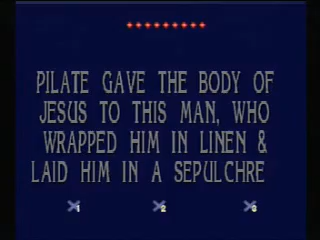 PILATE GAVE THE BODY OF
JESUS TO THIS MAN, WHO
WRAPPED HIM IN LINEN &
LAID HIM IN A SEPULCHRE
1 2 3